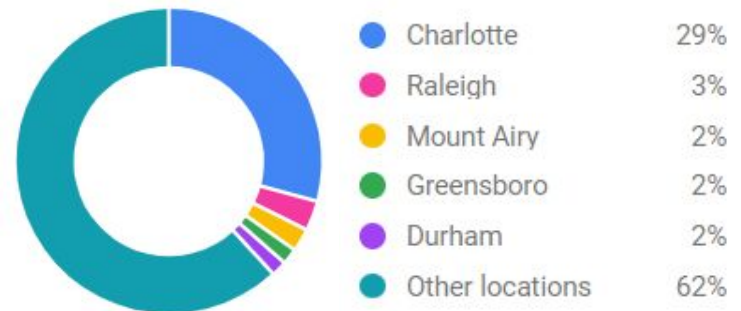 Charlotte 29%
Raleigh 3%
Mount Airy 2%
Greensboro 2%
Durham 2%
Other locations 62%